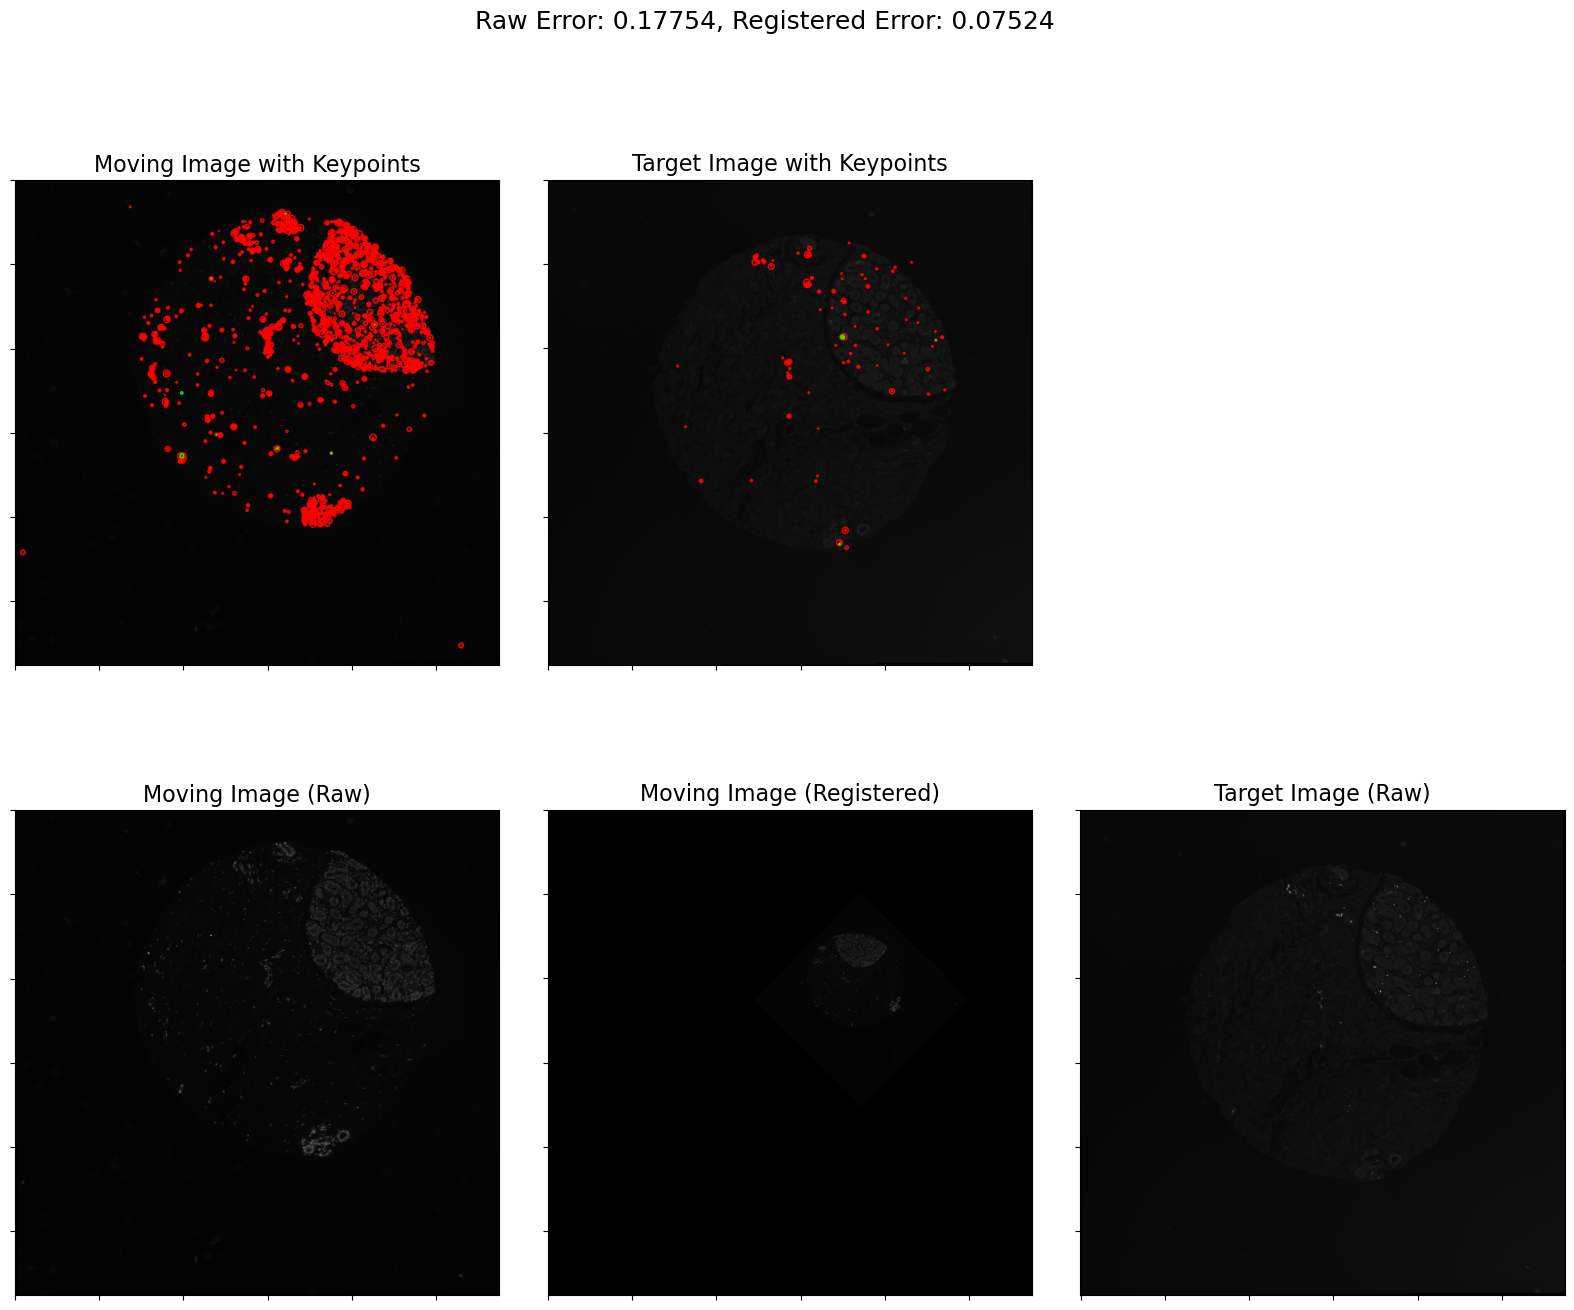 Raw Error: 0.17754, Registered Error: 0.07524
Moving Image with Keypoints
Target Image with Keypoints
Moving Image (Raw)
Moving Image (Registered)
Target Image (Raw)